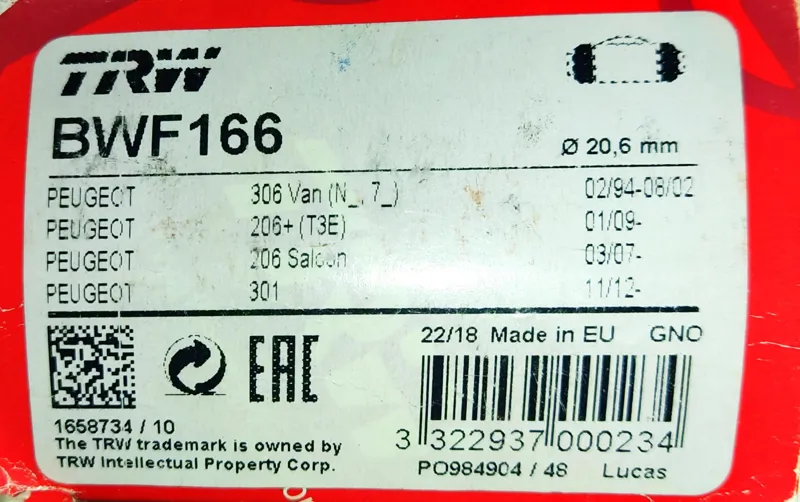 TRW
BWF166
Ø 20,6 mm
PEUGEOT 306 Van (N_, 7_) 02/94-08/02
PEUGEOT 206+ (T3E) 01/09-
PEUGEOT 206 Saloon 03/07-
PEUGEOT 301 11/12-
22/18 Made in EU GNO
EAC
1658734 / 10
The TRW trademark is owned by
TRW Intellectual Property Corp.
3 322937 000234
PO984904 / 48 Lucas